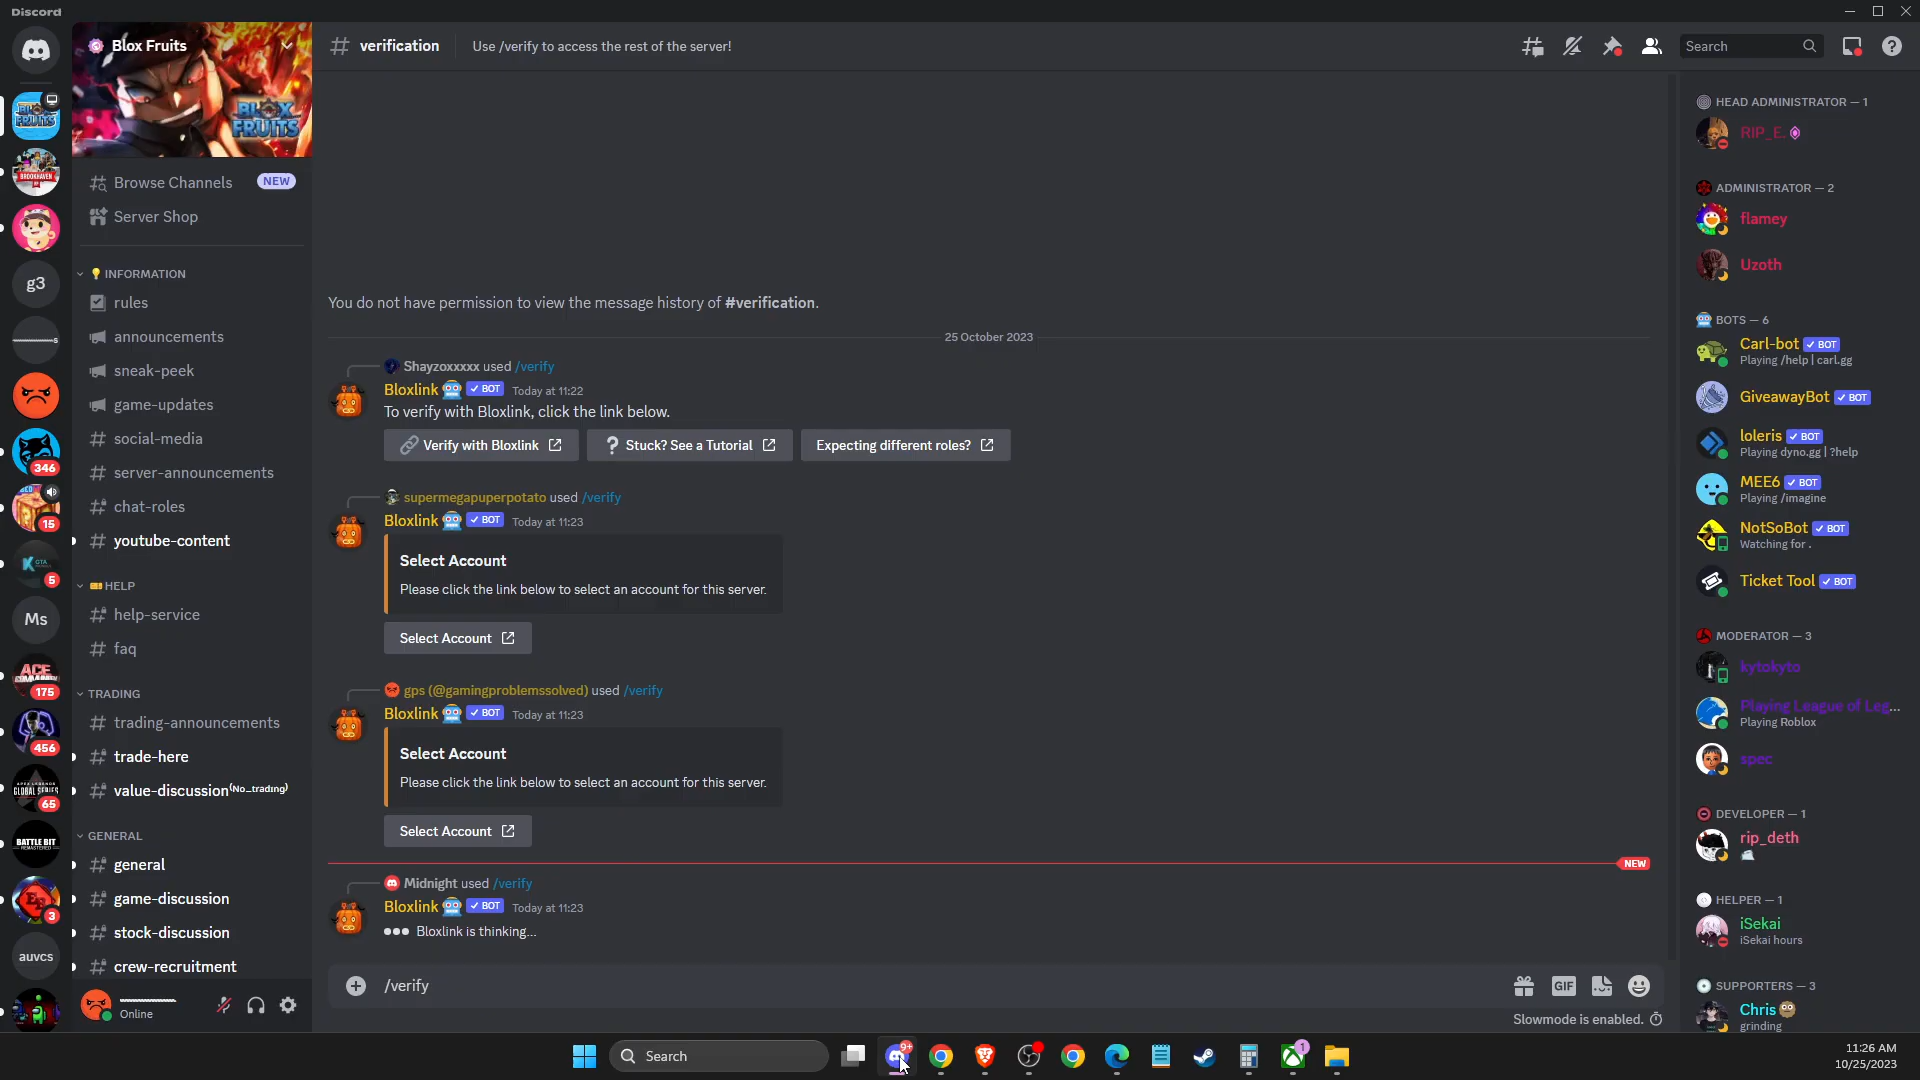 Discord
Blox Fruits
verification
Use /verify to access the rest of the server!
Search
BLOX FRUITS
Browse Channels
NEW
Server Shop
INFORMATION
rules
announcements
sneak-peek
game-updates
social-media
server-announcements
chat-roles
youtube-content
HELP
help-service
faq
TRADING
trading-announcements
trade-here
value-discussion(No_trading)
GENERAL
general
game-discussion
stock-discussion
crew-recruitment
Online
BLOX FRUITS
BROOKHAVEN
g3
346
15
5
Ms
175
456
65
BATTLE BIT
3
auvcs
You do not have permission to view the message history of #verification.
25 October 2023
Shayzoxxxxx used /verify
Bloxlink ✓ BOT Today at 11:22
To verify with Bloxlink, click the link below.
Verify with Bloxlink
Stuck? See a Tutorial
Expecting different roles?
supermegapuperpotato used /verify
Bloxlink ✓ BOT Today at 11:23
Select Account
Please click the link below to select an account for this server.
Select Account
gps (@gamingproblemssolved) used /verify
Bloxlink ✓ BOT Today at 11:23
Select Account
Please click the link below to select an account for this server.
Select Account
NEW
Midnight used /verify
Bloxlink ✓ BOT Today at 11:23
Bloxlink is thinking...
/verify
GIF
Slowmode is enabled.
HEAD ADMINISTRATOR — 1
RIP_E.
ADMINISTRATOR — 2
flamey
Uzoth
BOTS — 6
Carl-bot ✓ BOT
Playing /help | carl.gg
GiveawayBot ✓ BOT
loleris ✓ BOT
Playing dyno.gg | ?help
MEE6 ✓ BOT
Playing /imagine
NotSoBot ✓ BOT
Watching for .
Ticket Tool ✓ BOT
MODERATOR — 3
kytokyto
Playing League of Leg...
Playing Roblox
spec
DEVELOPER — 1
rip_deth
HELPER — 1
iSekai
iSekai hours
SUPPORTERS — 3
Chris
grinding
Search
9+
1
11:26 AM
10/25/2023